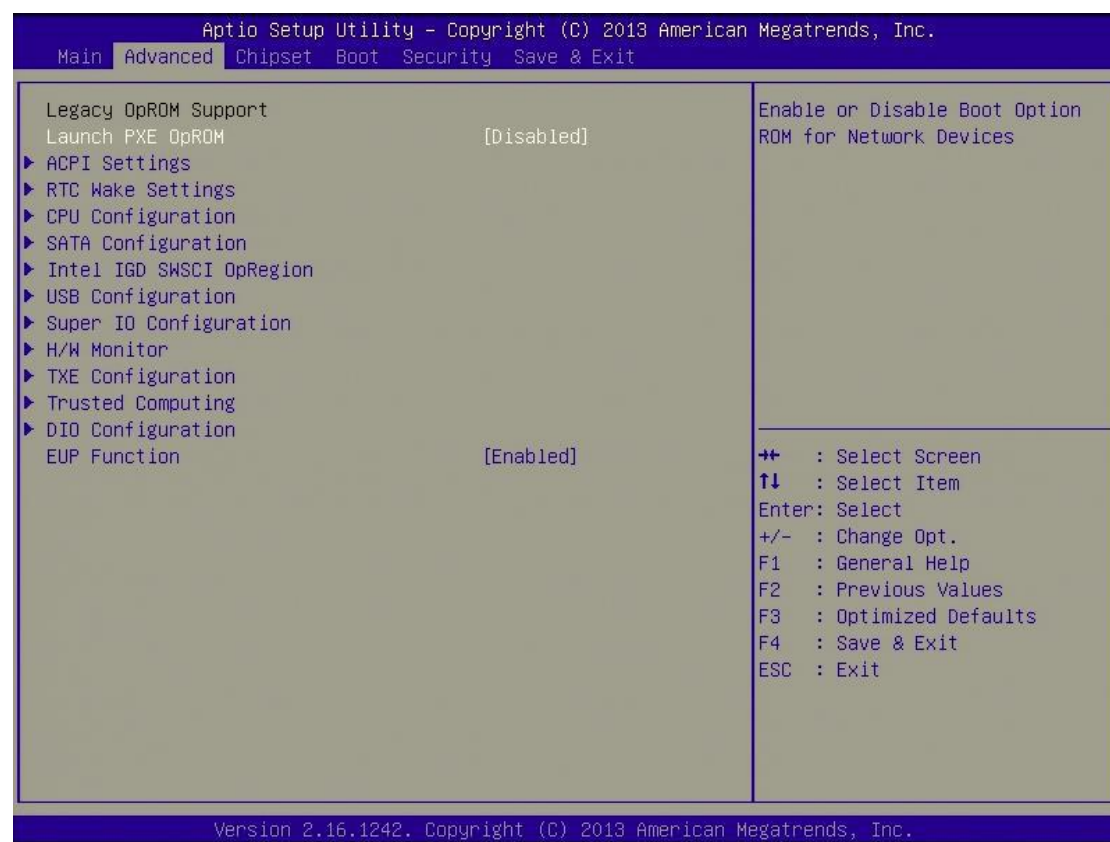 Aptio Setup Utility – Copyright (C) 2013 American Megatrends, Inc.
Main Advanced Chipset Boot Security Save & Exit
Legacy OpROM Support
Launch PXE OpROM [Disabled]
▶ ACPI Settings
▶ RTC Wake Settings
▶ CPU Configuration
▶ SATA Configuration
▶ Intel IGD SWSCI OpRegion
▶ USB Configuration
▶ Super IO Configuration
▶ H/W Monitor
▶ TXE Configuration
▶ Trusted Computing
▶ DIO Configuration
EUP Function [Enabled]
Enable or Disable Boot Option
ROM for Network Devices
→← : Select Screen
↑↓ : Select Item
Enter: Select
+/- : Change Opt.
F1 : General Help
F2 : Previous Values
F3 : Optimized Defaults
F4 : Save & Exit
ESC : Exit
Version 2.16.1242. Copyright (C) 2013 American Megatrends, Inc.